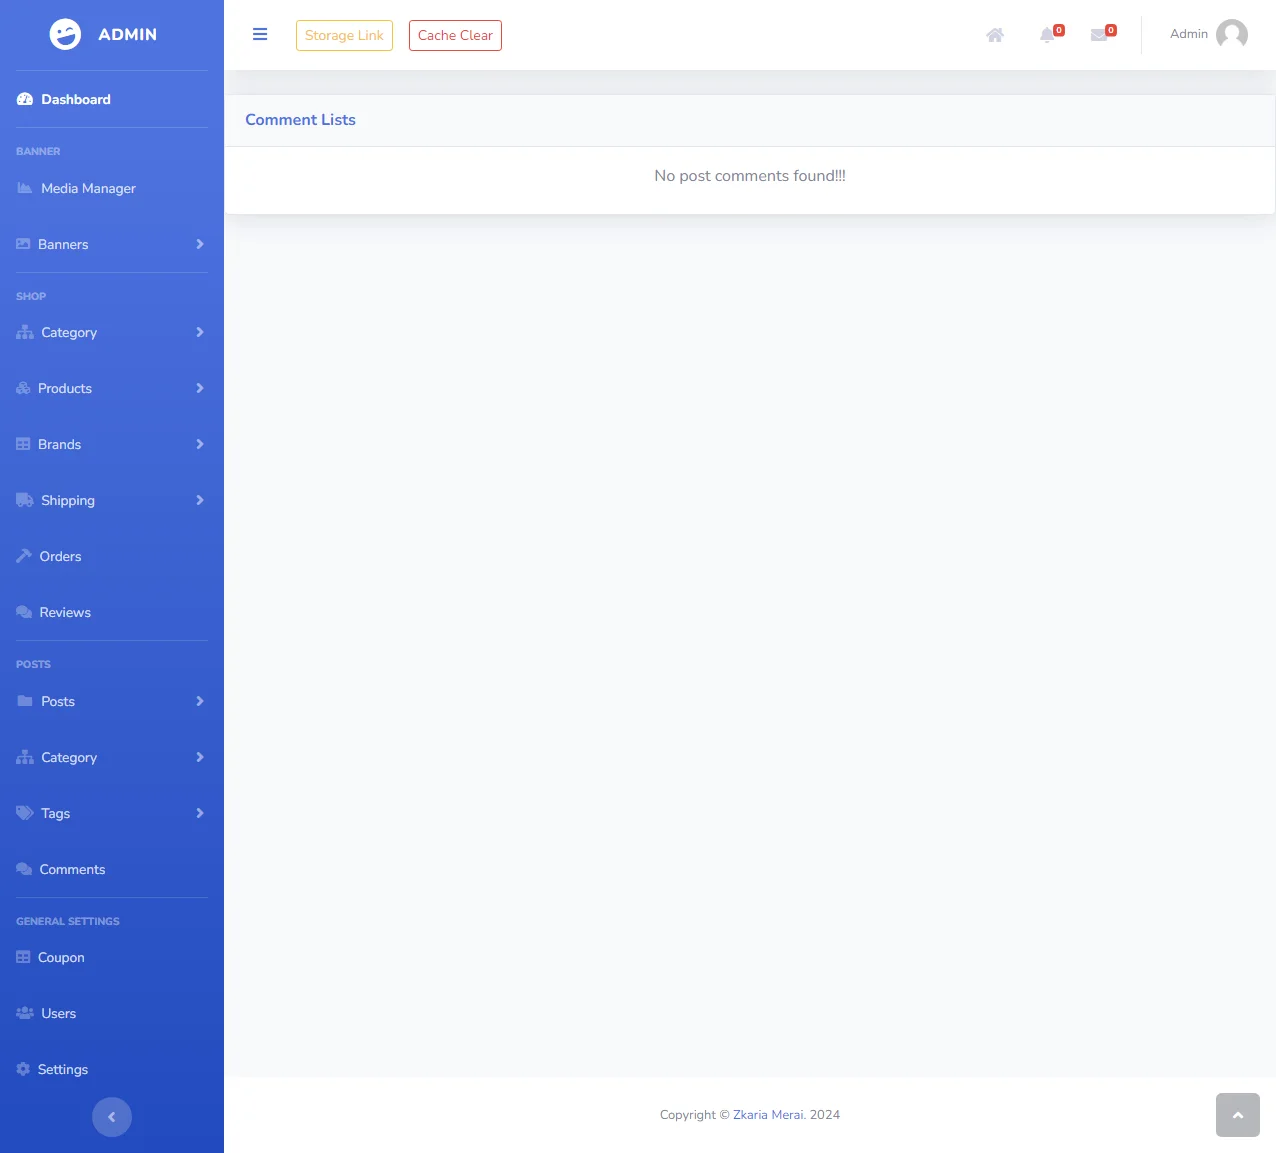 ADMIN
Dashboard
BANNER
Media Manager
Banners
SHOP
Category
Products
Brands
Shipping
Orders
Reviews
POSTS
Posts
Category
Tags
Comments
GENERAL SETTINGS
Coupon
Users
Settings
Storage Link
Cache Clear
0
0
Admin
Comment Lists
No post comments found!!!
Copyright © Zkaria Merai. 2024